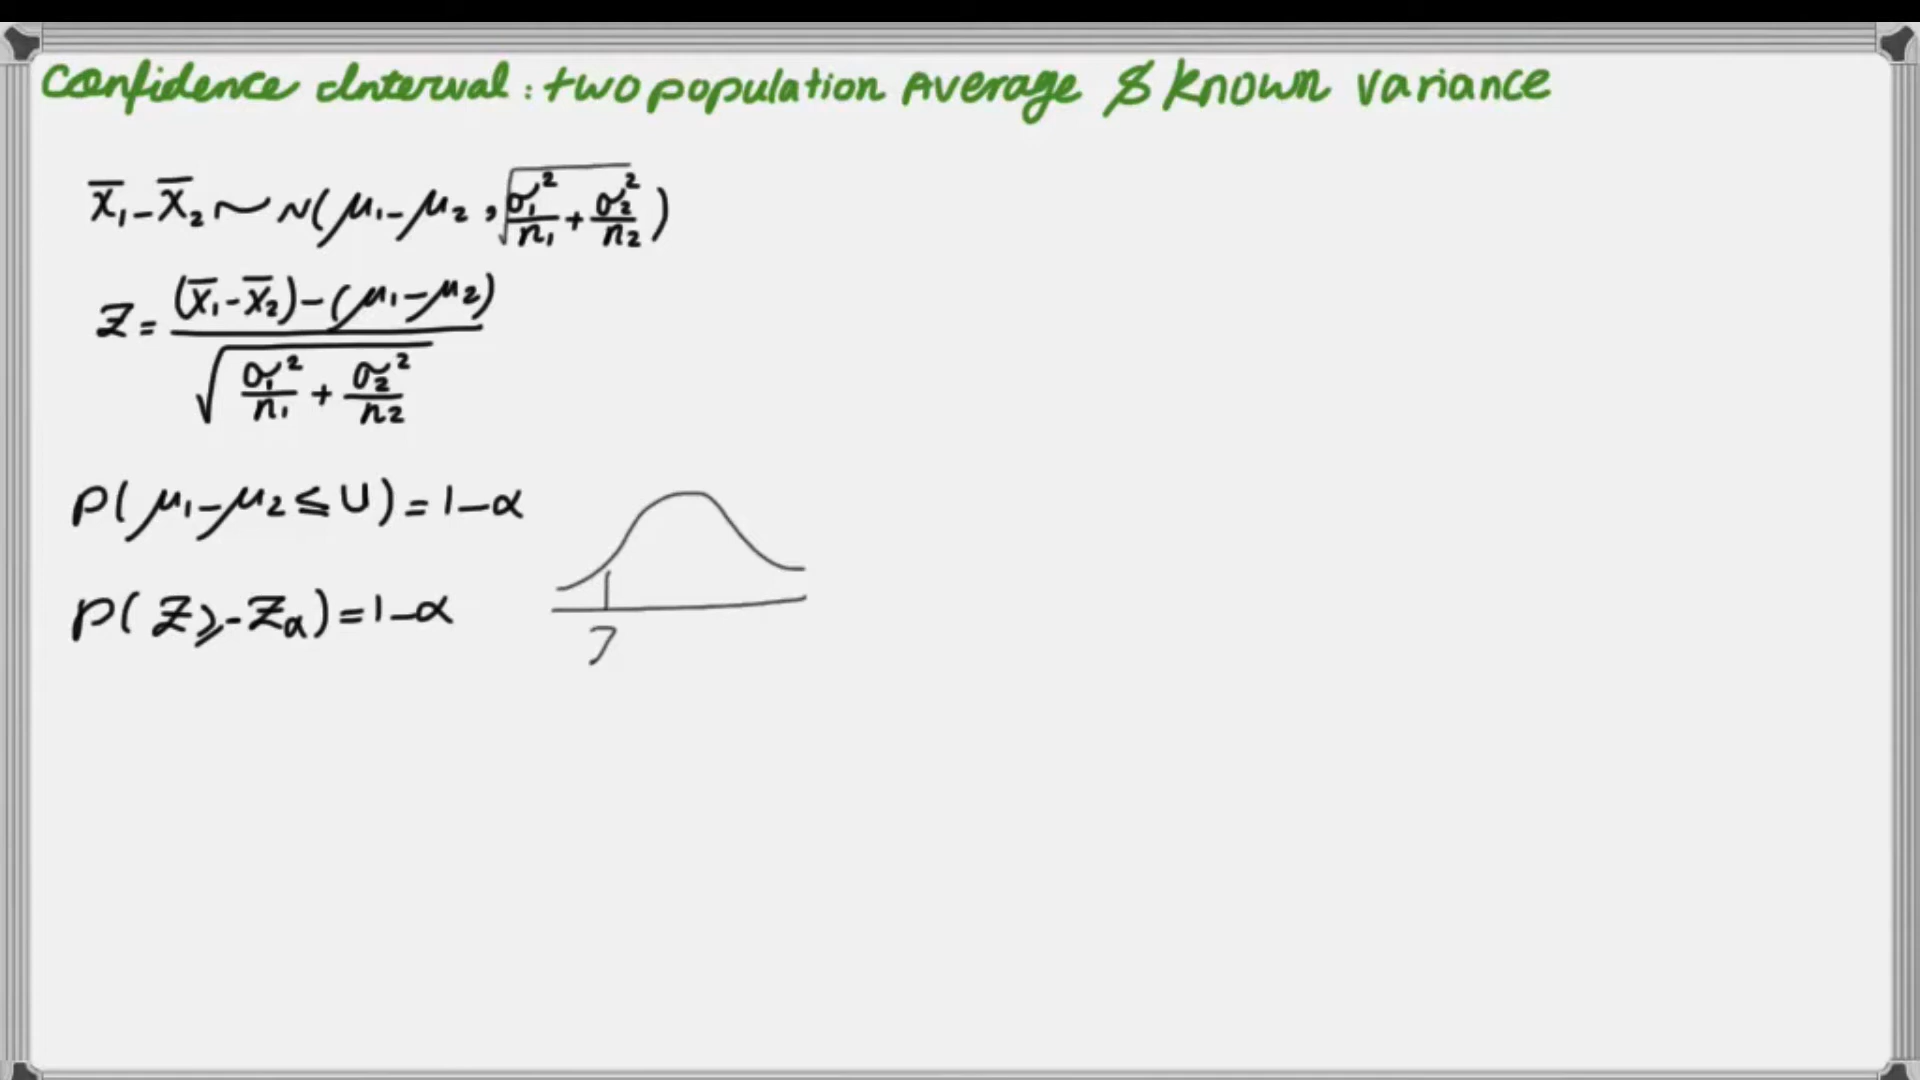 Confidence Interval: two population Average & Known Variance
x̄₁-x̄₂ ~ N(μ₁-μ₂, √(σ₁²/n₁ + σ₂²/n₂))
Z = ((x̄₁-x̄₂)-(μ₁-μ₂)) / √(σ₁²/n₁ + σ₂²/n₂)
P(μ₁-μ₂ ≤ U) = 1-α
P(Z ≥ -Zα) = 1-α